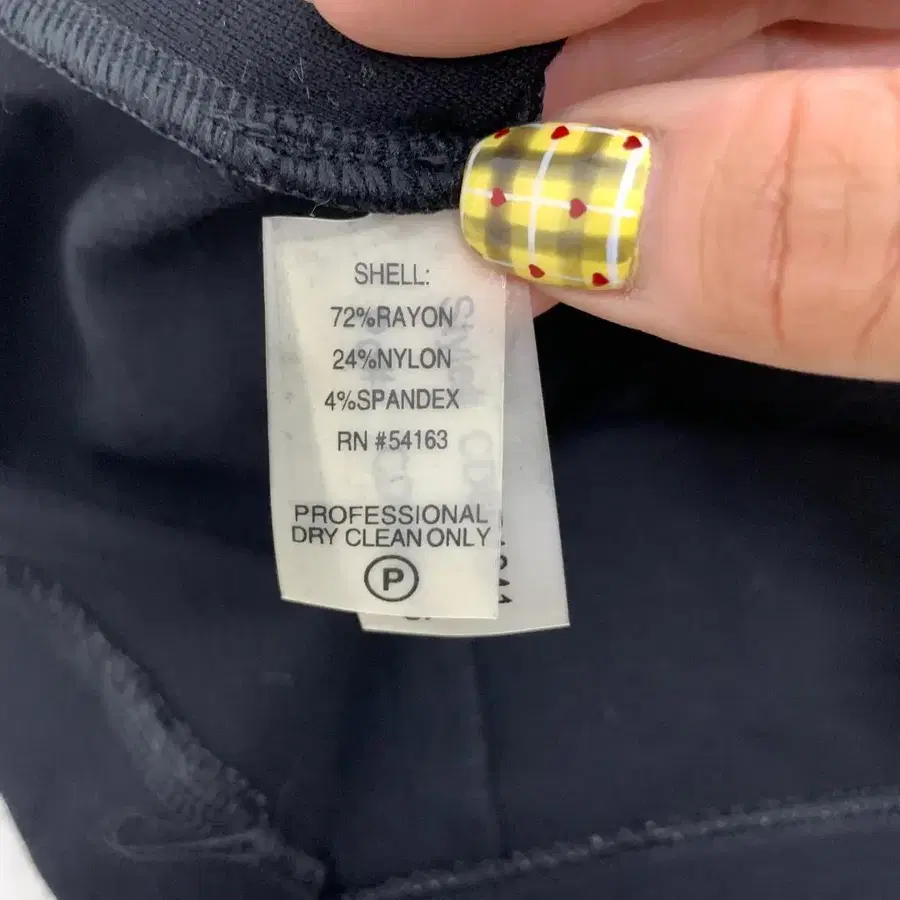 SHELL:
72%RAYON
24%NYLON
4%SPANDEX
RN #54163
PROFESSIONAL
DRY CLEAN ONLY
P